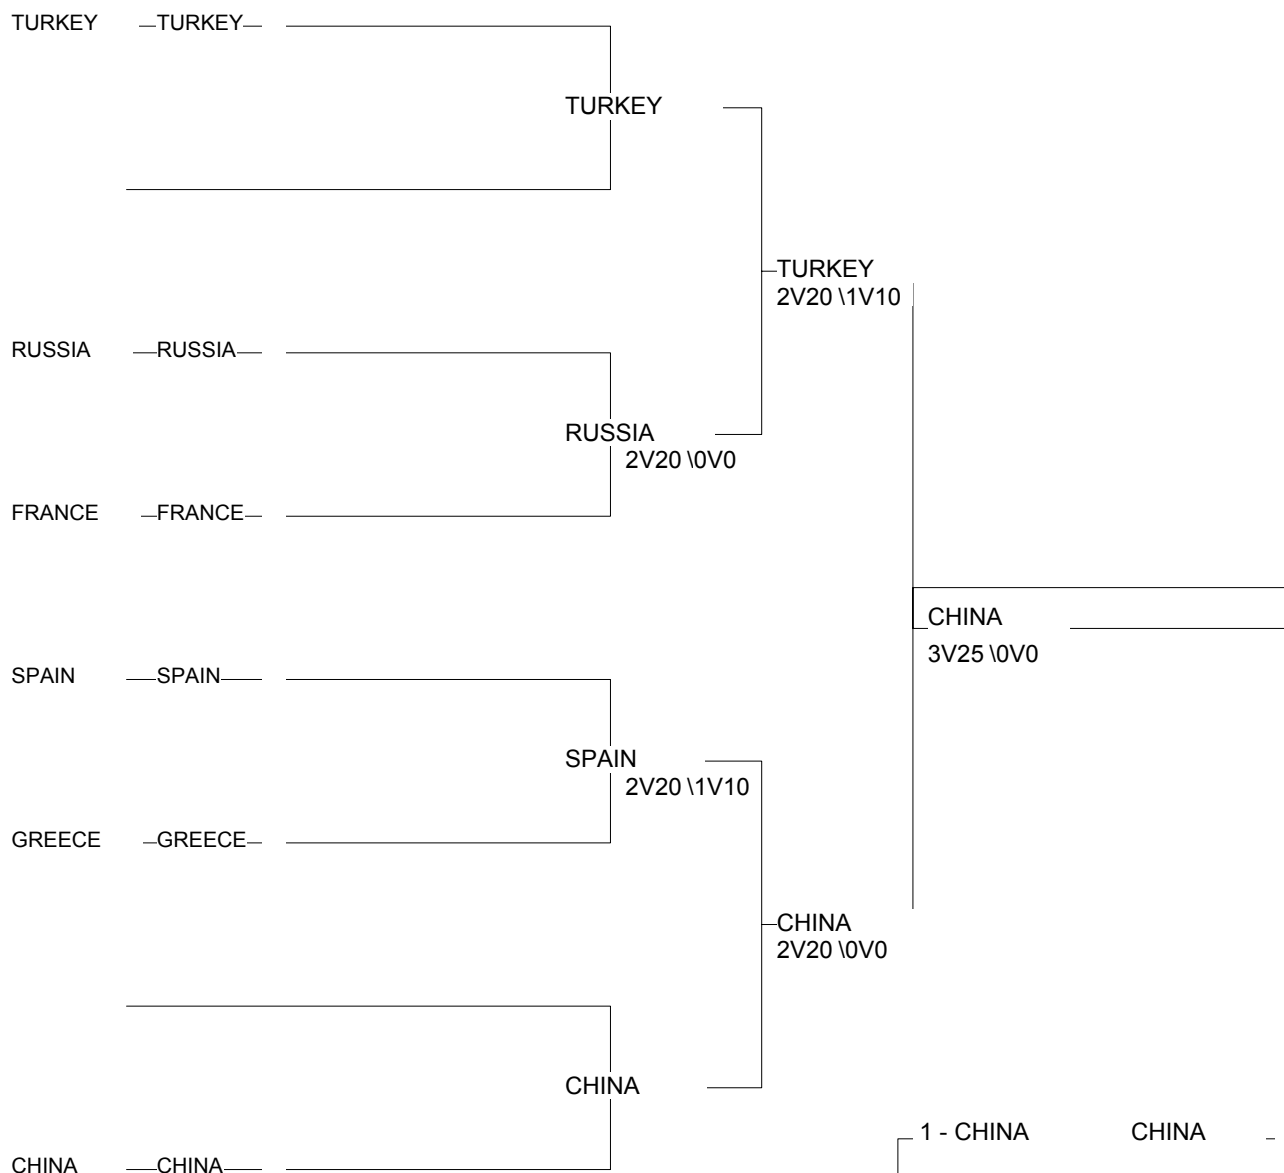 TURKEY TURKEY
TURKEY
TURKEY
2V20 \1V10
RUSSIA RUSSIA
RUSSIA
2V20 \0V0
FRANCE FRANCE
CHINA
3V25 \0V0
SPAIN SPAIN
SPAIN
2V20 \1V10
GREECE GREECE
CHINA
2V20 \0V0
CHINA
1 - CHINA CHINA
CHINA CHINA